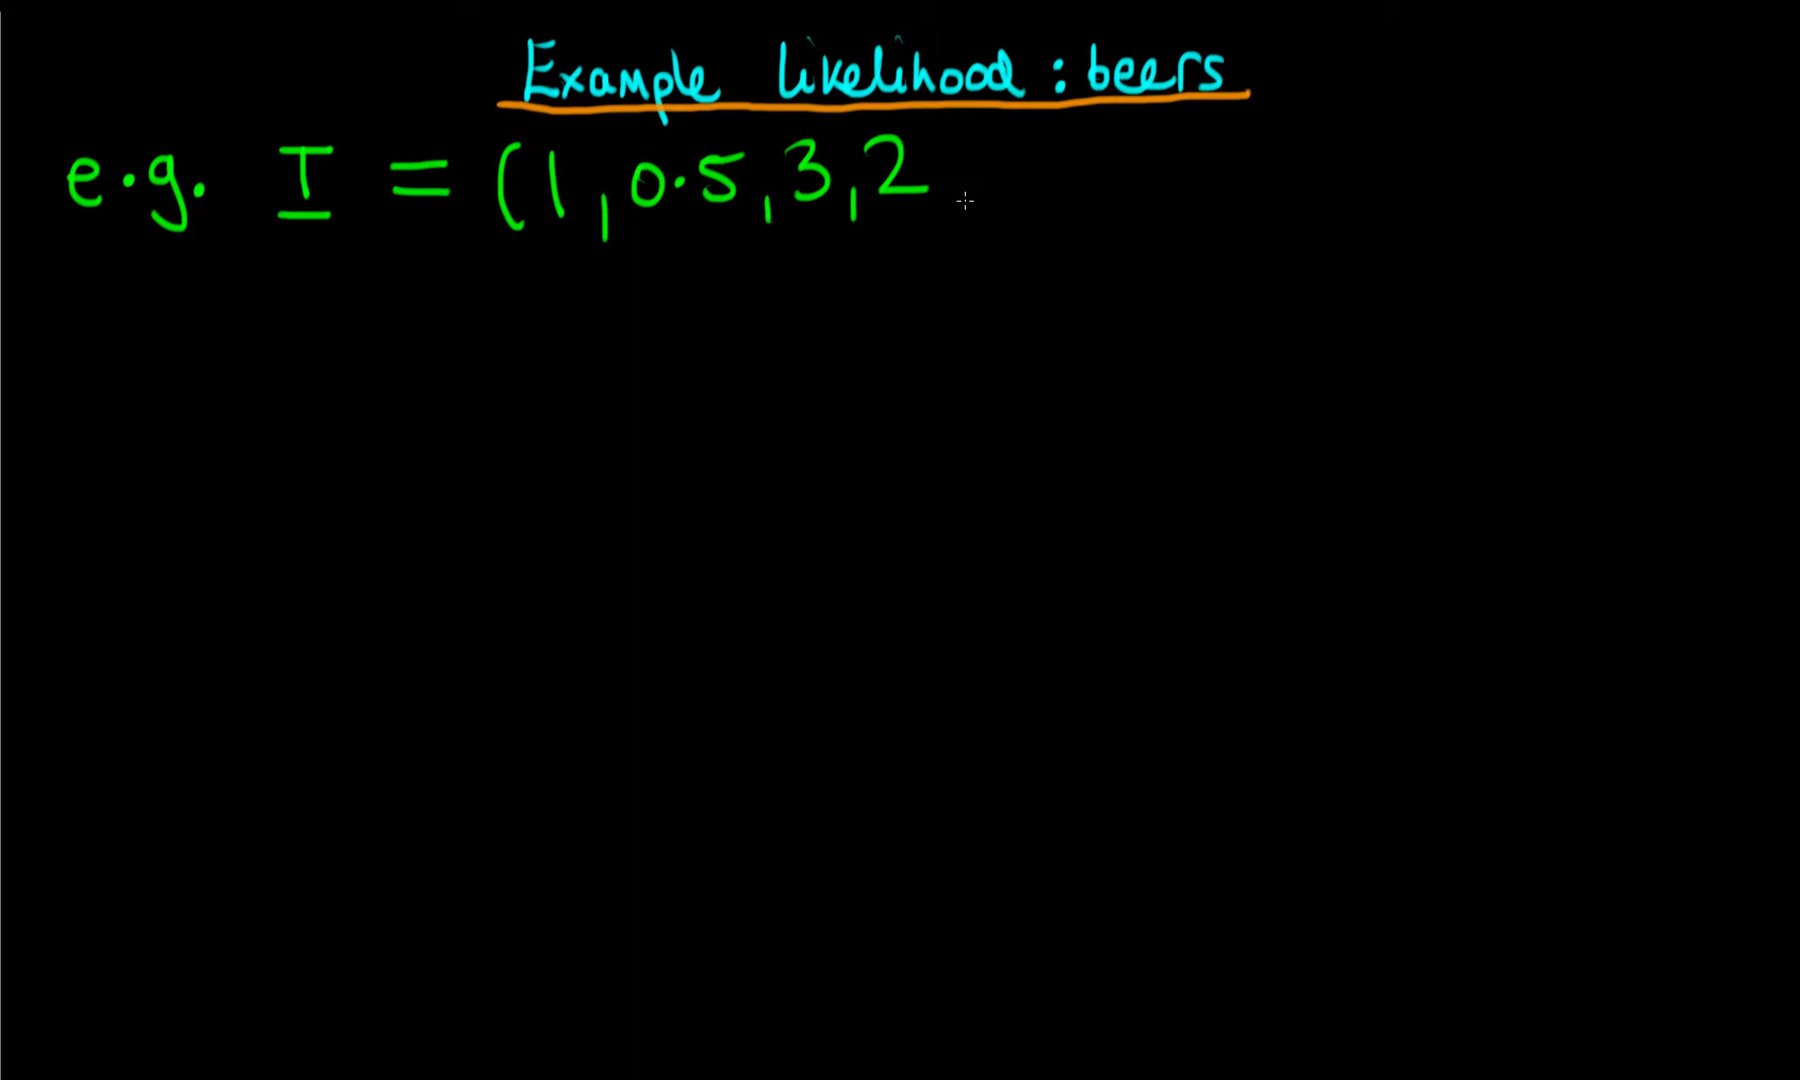 Example likelihood : beers
e.g. T = (1, 0.5, 3, 2